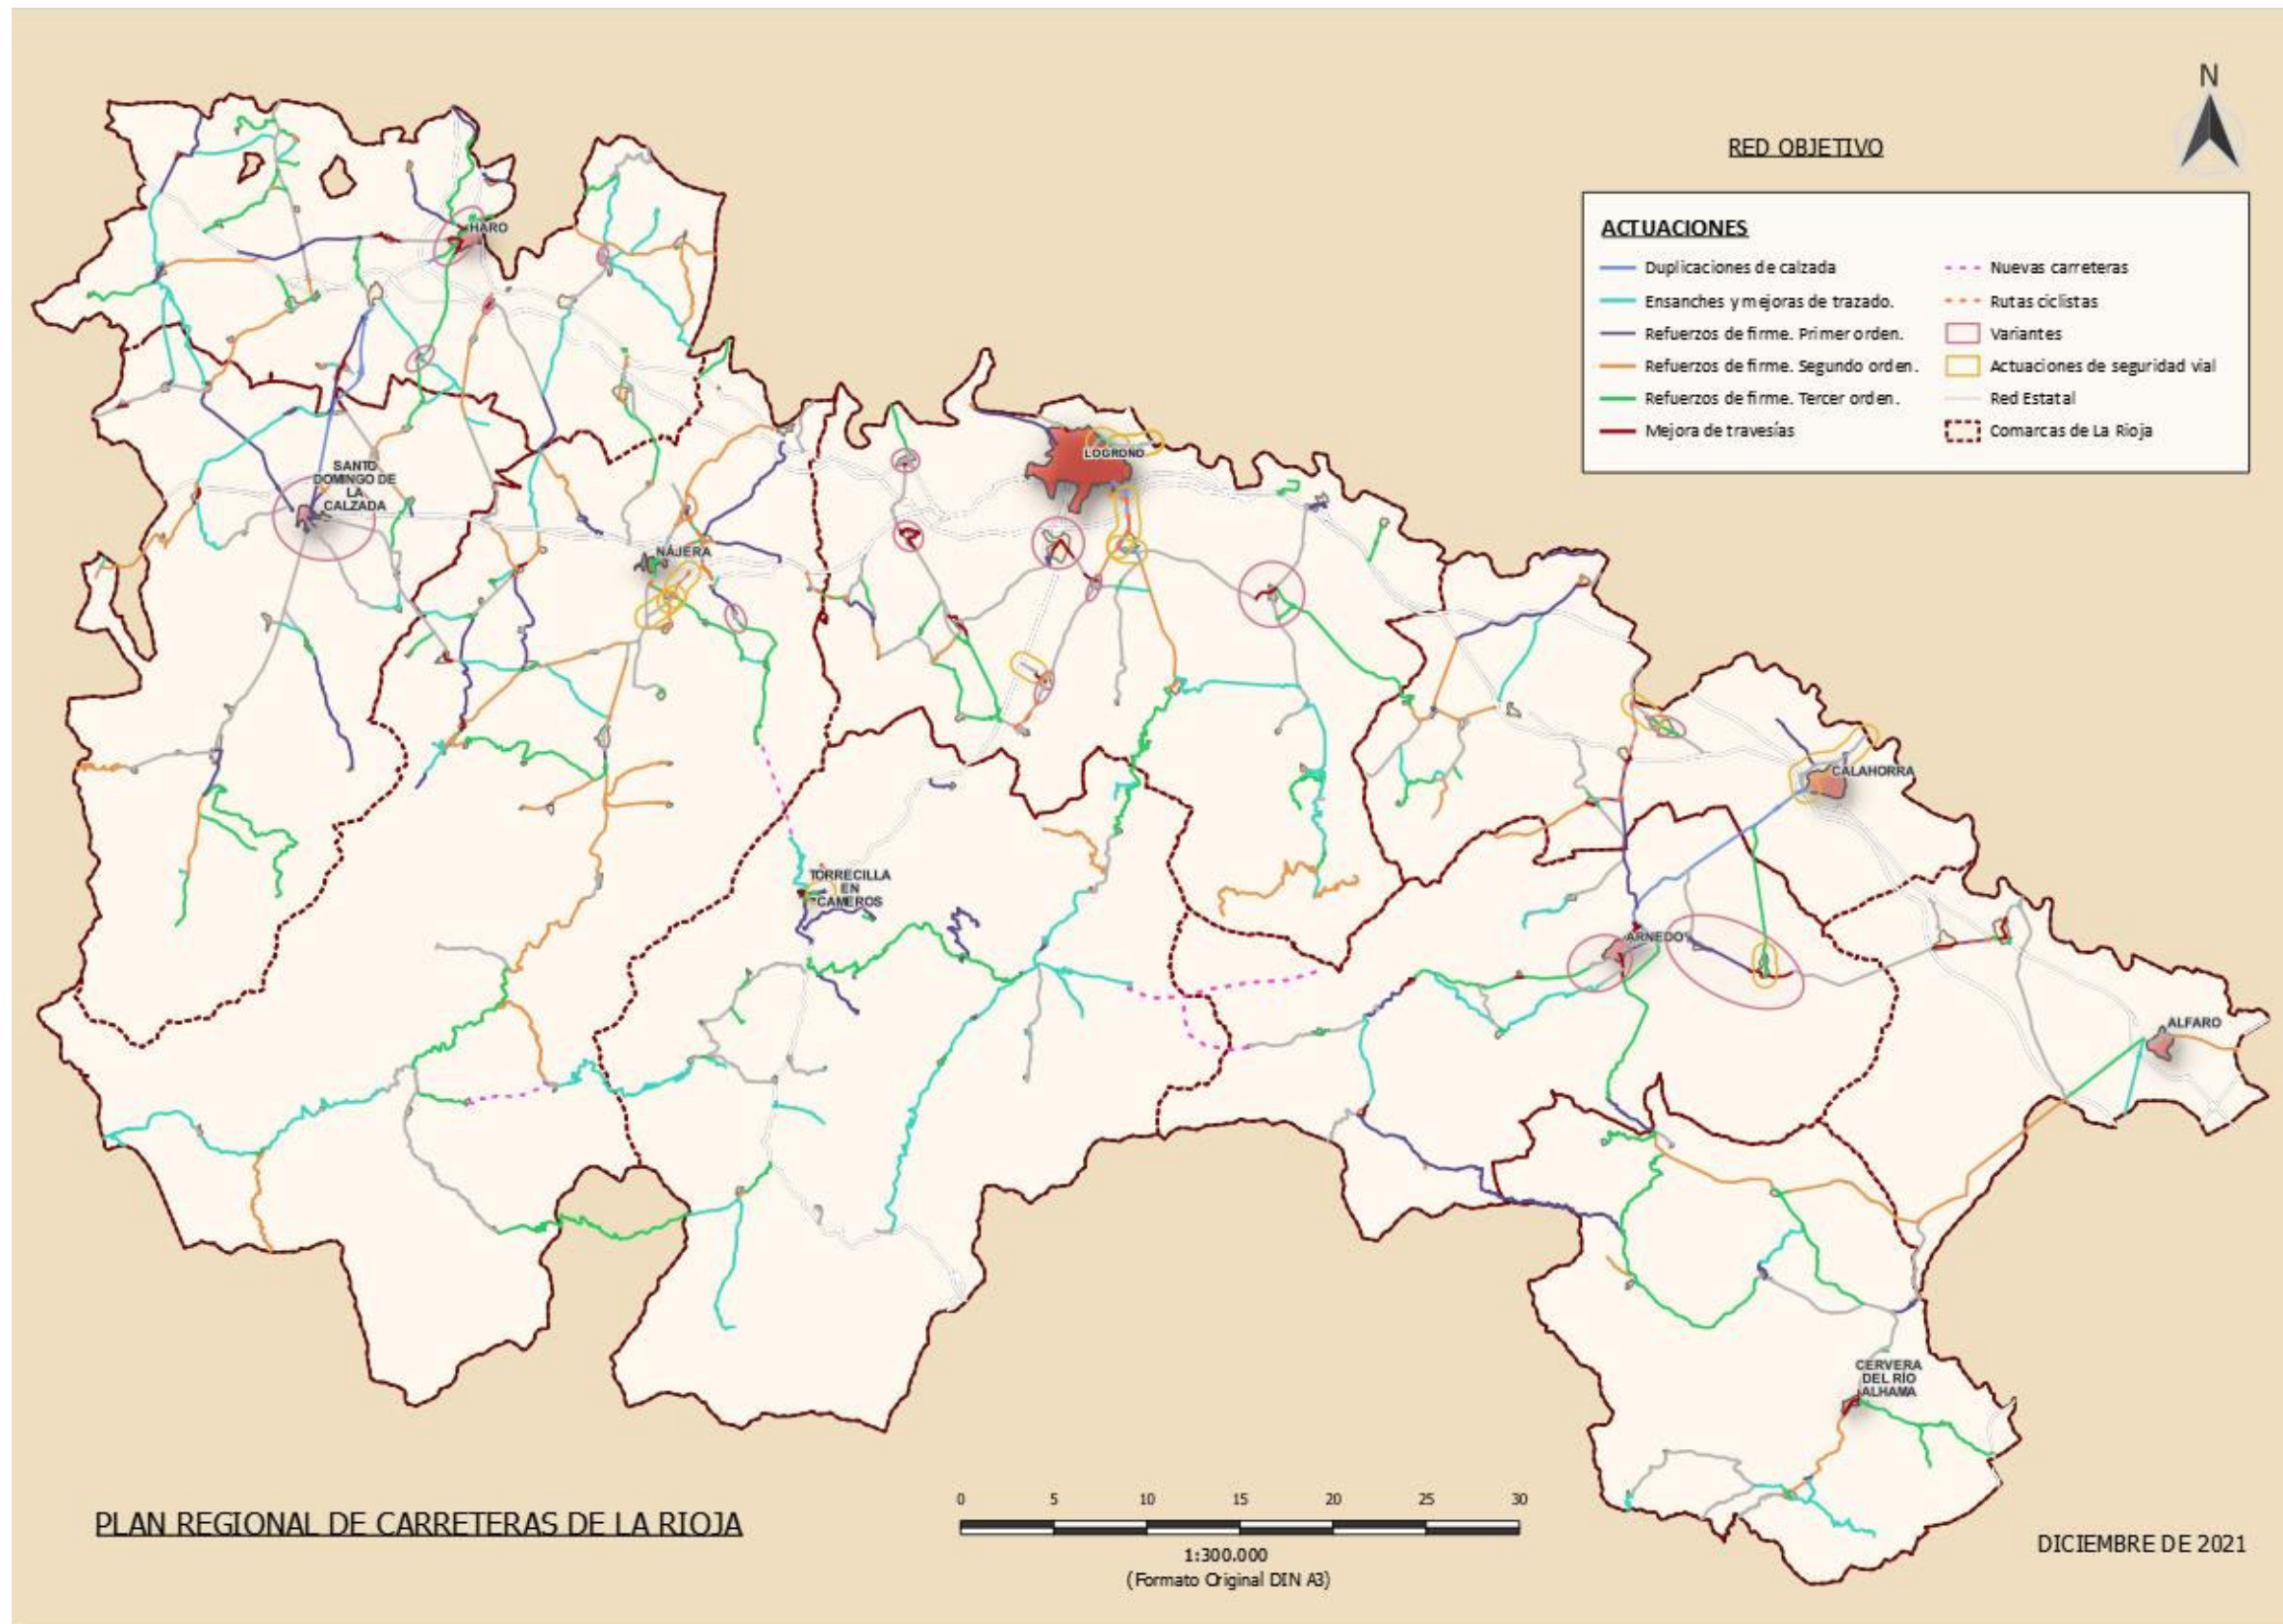 N
RED OBJETIVO
ACTUACIONES
Duplicaciones de calzada
Ensanches y mejoras de trazado.
Refuerzos de firme. Primer orden.
Refuerzos de firme. Segundo orden.
Refuerzos de firme. Tercer orden.
Mejora de travesías
Nuevas carreteras
Rutas ciclistas
Variantes
Actuaciones de seguridad vial
Red Estatal
Comarcas de La Rioja
HARO
LOGROÑO
SANTO
DOMINGO DE
LA
CALZADA
NÁJERA
CALAHORRA
TORRECILLA
EN
CAMEROS
ARNEDO
ALFARO
CERVERA
DEL RÍO
ALHAMA
PLAN REGIONAL DE CARRETERAS DE LA RIOJA
0 5 10 15 20 25 30
1:300.000
(Formato Original DIN A3)
DICIEMBRE DE 2021